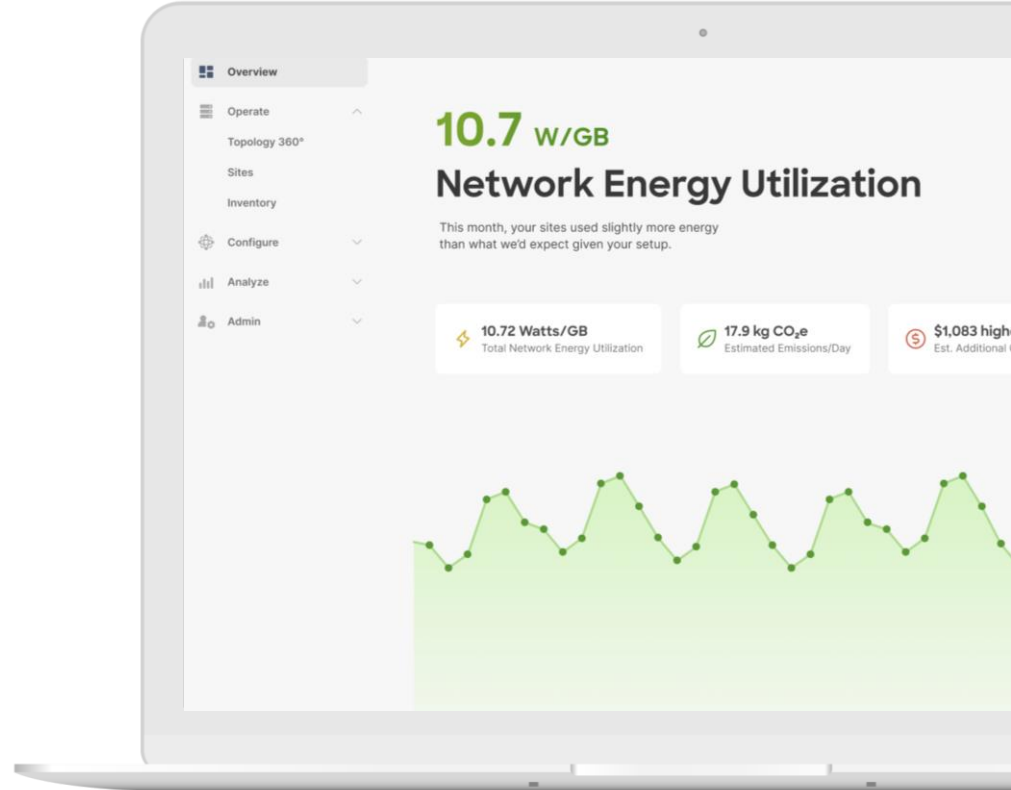 Overview
Operate
Topology 360°
Sites
Inventory
Configure
Analyze
Admin
10.7 W/GB
Network Energy Utilization
This month, your sites used slightly more energy
than what we'd expect given your setup.
10.72 Watts/GB
Total Network Energy Utilization
17.9 kg CO₂e
Estimated Emissions/Day
$1,083
Est. Additional